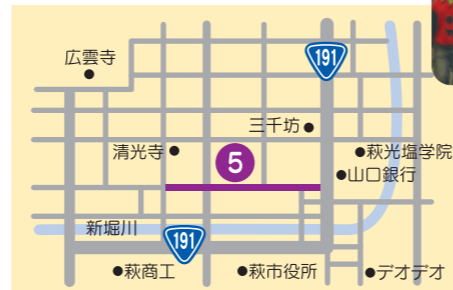 191
広雲寺
三千坊
清光寺
5
萩光塩学院
山口銀行
新堀川
191
萩商工
萩市役所
デオデオ